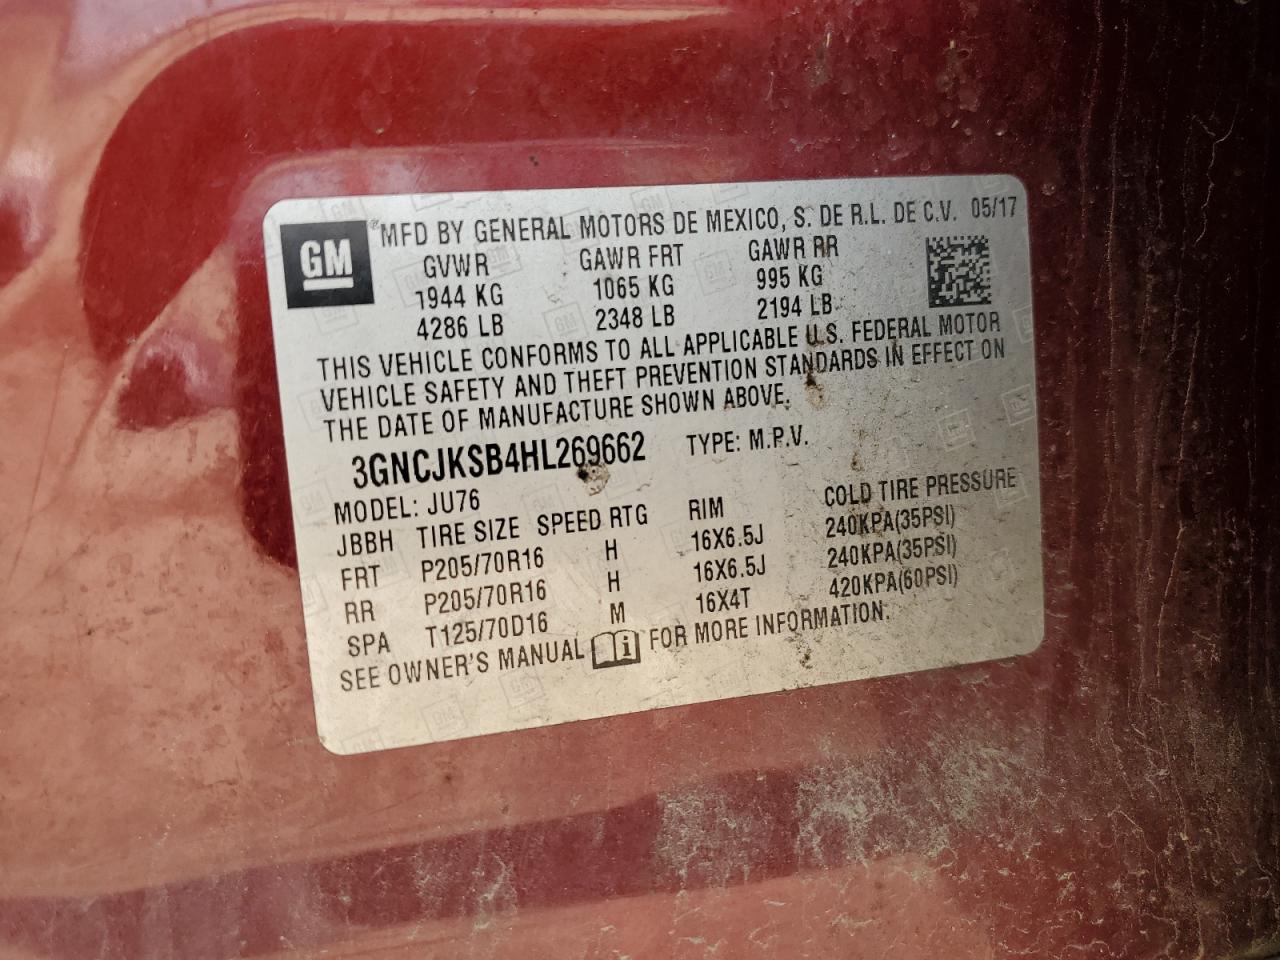 GM
® MFD BY GENERAL MOTORS DE MEXICO, S. DE R.L. DE C.V. 05/17
GVWR GAWR FRT GAWR RR
1944 KG 1065 KG 995 KG
4286 LB 2348 LB 2194 LB
THIS VEHICLE CONFORMS TO ALL APPLICABLE U.S. FEDERAL MOTOR
VEHICLE SAFETY AND THEFT PREVENTION STANDARDS IN EFFECT ON
THE DATE OF MANUFACTURE SHOWN ABOVE.
3GNCJKSB4HL269662 TYPE: M.P.V.
MODEL: JU76
JBBH TIRE SIZE SPEED RTG RIM COLD TIRE PRESSURE
FRT P205/70R16 H 16X6.5J 240KPA(35PSI)
RR P205/70R16 H 16X6.5J 240KPA(35PSI)
SPA T125/70D16 M 16X4T 420KPA(60PSI)
SEE OWNER'S MANUAL FOR MORE INFORMATION.